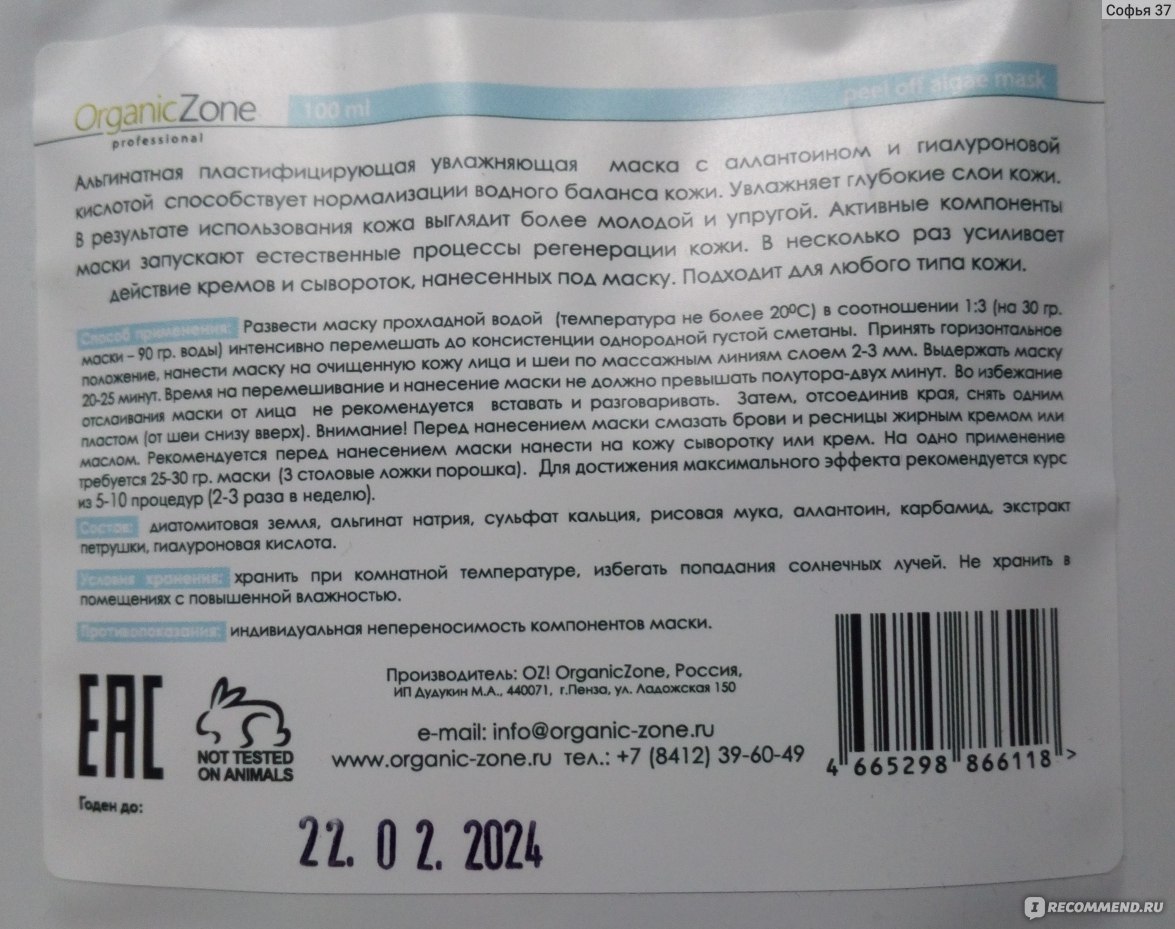 Софья 37
OrganicZone
professional
100 ml
peel off algae mask
Альгинатная пластифицирующая увлажняющая маска с аллантоином и гиалуроновой
кислотой способствует нормализации водного баланса кожи. Увлажняет глубокие слои кожи.
В результате использования кожа выглядит более молодой и упругой. Активные компоненты
маски запускают естественные процессы регенерации кожи. В несколько раз усиливает
действие кремов и сывороток, нанесенных под маску. Подходит для любого типа кожи.
Способ применения: Развести маску прохладной водой (температура не более 20ºС) в соотношении 1:3 (на 30 гр.
маски – 90 гр. воды) интенсивно перемешать до консистенции однородной густой сметаны. Принять горизонтальное
положение, нанести маску на очищенную кожу лица и шеи по массажным линиям слоем 2-3 мм. Выдержать маску
20-25 минут. Время на перемешивание и нанесение маски не должно превышать полутора-двух минут. Во избежание
отслаивания маски от лица не рекомендуется вставать и разговаривать. Затем, отсоединив края, снять одним
пластом (от шеи снизу вверх). Внимание! Перед нанесением маски смазать брови и ресницы жирным кремом или
маслом. Рекомендуется перед нанесением маски нанести на кожу сыворотку или крем. На одно применение
требуется 25-30 гр. маски (3 столовые ложки порошка). Для достижения максимального эффекта рекомендуется курс
из 5-10 процедур (2-3 раза в неделю).
Состав: диатомитовая земля, альгинат натрия, сульфат кальция, рисовая мука, аллантоин, карбамид, экстракт
петрушки, гиалуроновая кислота.
Условия хранения: хранить при комнатной температуре, избегать попадания солнечных лучей. Не хранить в
помещениях с повышенной влажностью.
Противопоказания: индивидуальная непереносимость компонентов маски.
Производитель: OZ! OrganicZone, Россия,
ИП Дудукин М.А., 440071, г.Пенза, ул. Ладожская 150
e-mail: info@organic-zone.ru
www.organic-zone.ru тел.: +7 (8412) 39-60-49
EAC
NOT TESTED
ON ANIMALS
4 665298 866118 >
Годен до:
22. 02. 2024
I RECOMMEND.RU